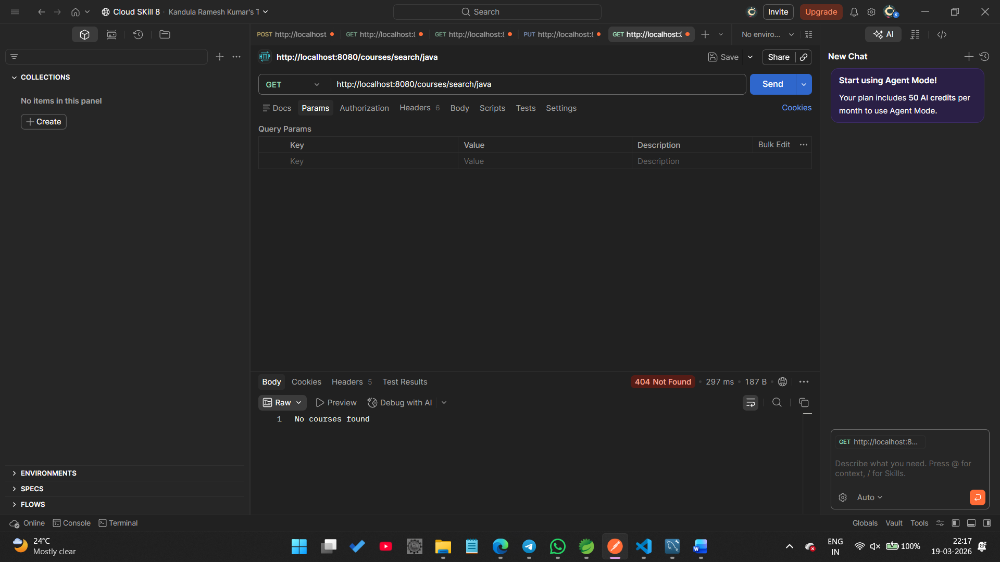 Cloud SKill 8 · Kandula Ramesh Kumar's T
Search
Invite
Upgrade
POST http://localhost
GET http://localhost:8
GET http://localhost:8
PUT http://localhost:8
GET http://localhost:8
No enviro...
AI
http://localhost:8080/courses/search/java
Save
Share
New Chat
COLLECTIONS
No items in this panel
Create
GET
http://localhost:8080/courses/search/java
Send
Start using Agent Mode!
Your plan includes 50 AI credits per
month to use Agent Mode.
Docs
Params
Authorization
Headers 6
Body
Scripts
Tests
Settings
Cookies
Query Params
Key
Value
Description
Bulk Edit
Key
Value
Description
Body
Cookies
Headers 5
Test Results
404 Not Found
297 ms
187 B
Raw
Preview
Debug with AI
1 No courses found
GET http://localhost:8...
Describe what you need. Press @ for
context, / for Skills.
Auto
ENVIRONMENTS
SPECS
FLOWS
Online
Console
Terminal
Globals
Vault
Tools
24°C
Mostly clear
ENG
IN
100%
22:17
19-03-2026